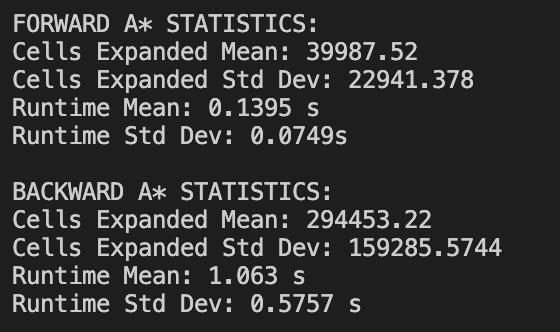 FORWARD A* STATISTICS:
Cells Expanded Mean: 39987.52
Cells Expanded Std Dev: 22941.378
Runtime Mean: 0.1395 s
Runtime Std Dev: 0.0749s
BACKWARD A* STATISTICS:
Cells Expanded Mean: 294453.22
Cells Expanded Std Dev: 159285.5744
Runtime Mean: 1.063 s
Runtime Std Dev: 0.5757 s